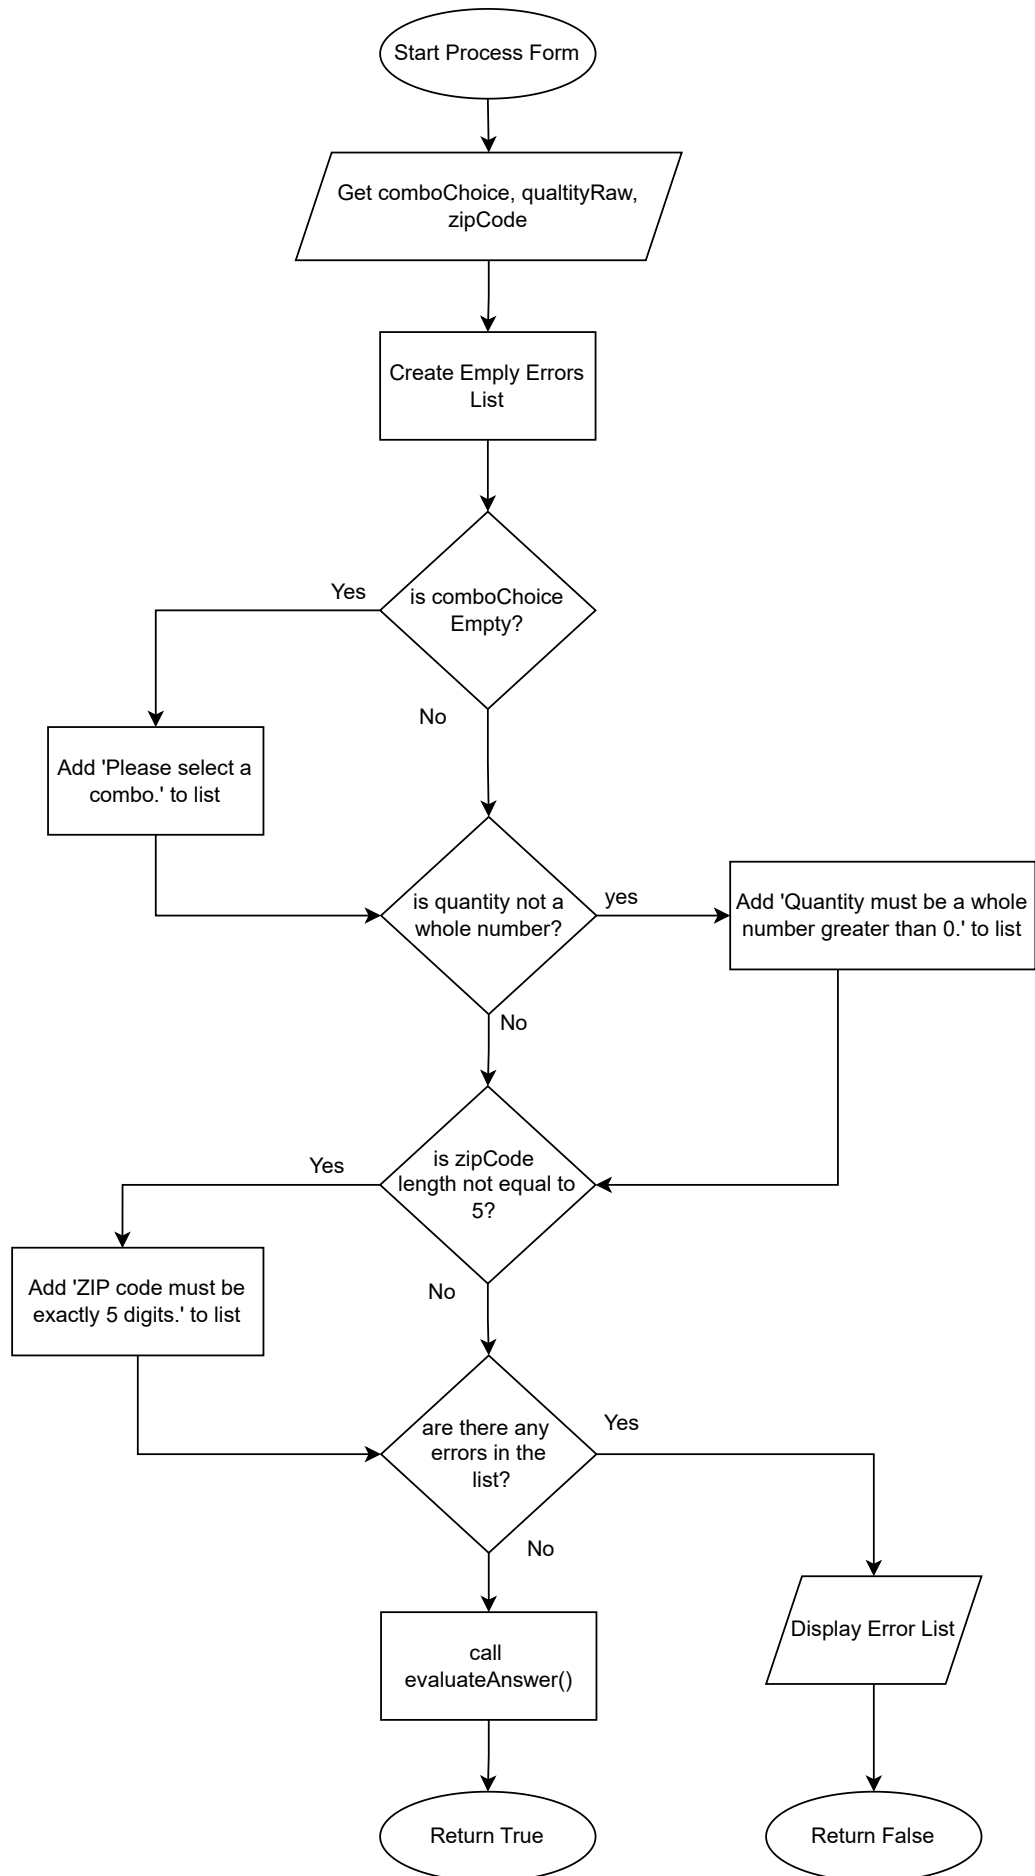 Start Process Form
Get comboChoice, qualtityRaw,
zipCode
Create Emply Errors
List
is comboChoice
Empty?
Yes
No
Add 'Please select a
combo.' to list
is quantity not a
whole number?
yes
Add 'Quantity must be a whole
number greater than 0.' to list
No
is zipCode
length not equal to
5?
Yes
No
Add 'ZIP code must be
exactly 5 digits.' to list
are there any
errors in the
list?
Yes
No
call
evaluateAnswer()
Display Error List
Return True
Return False